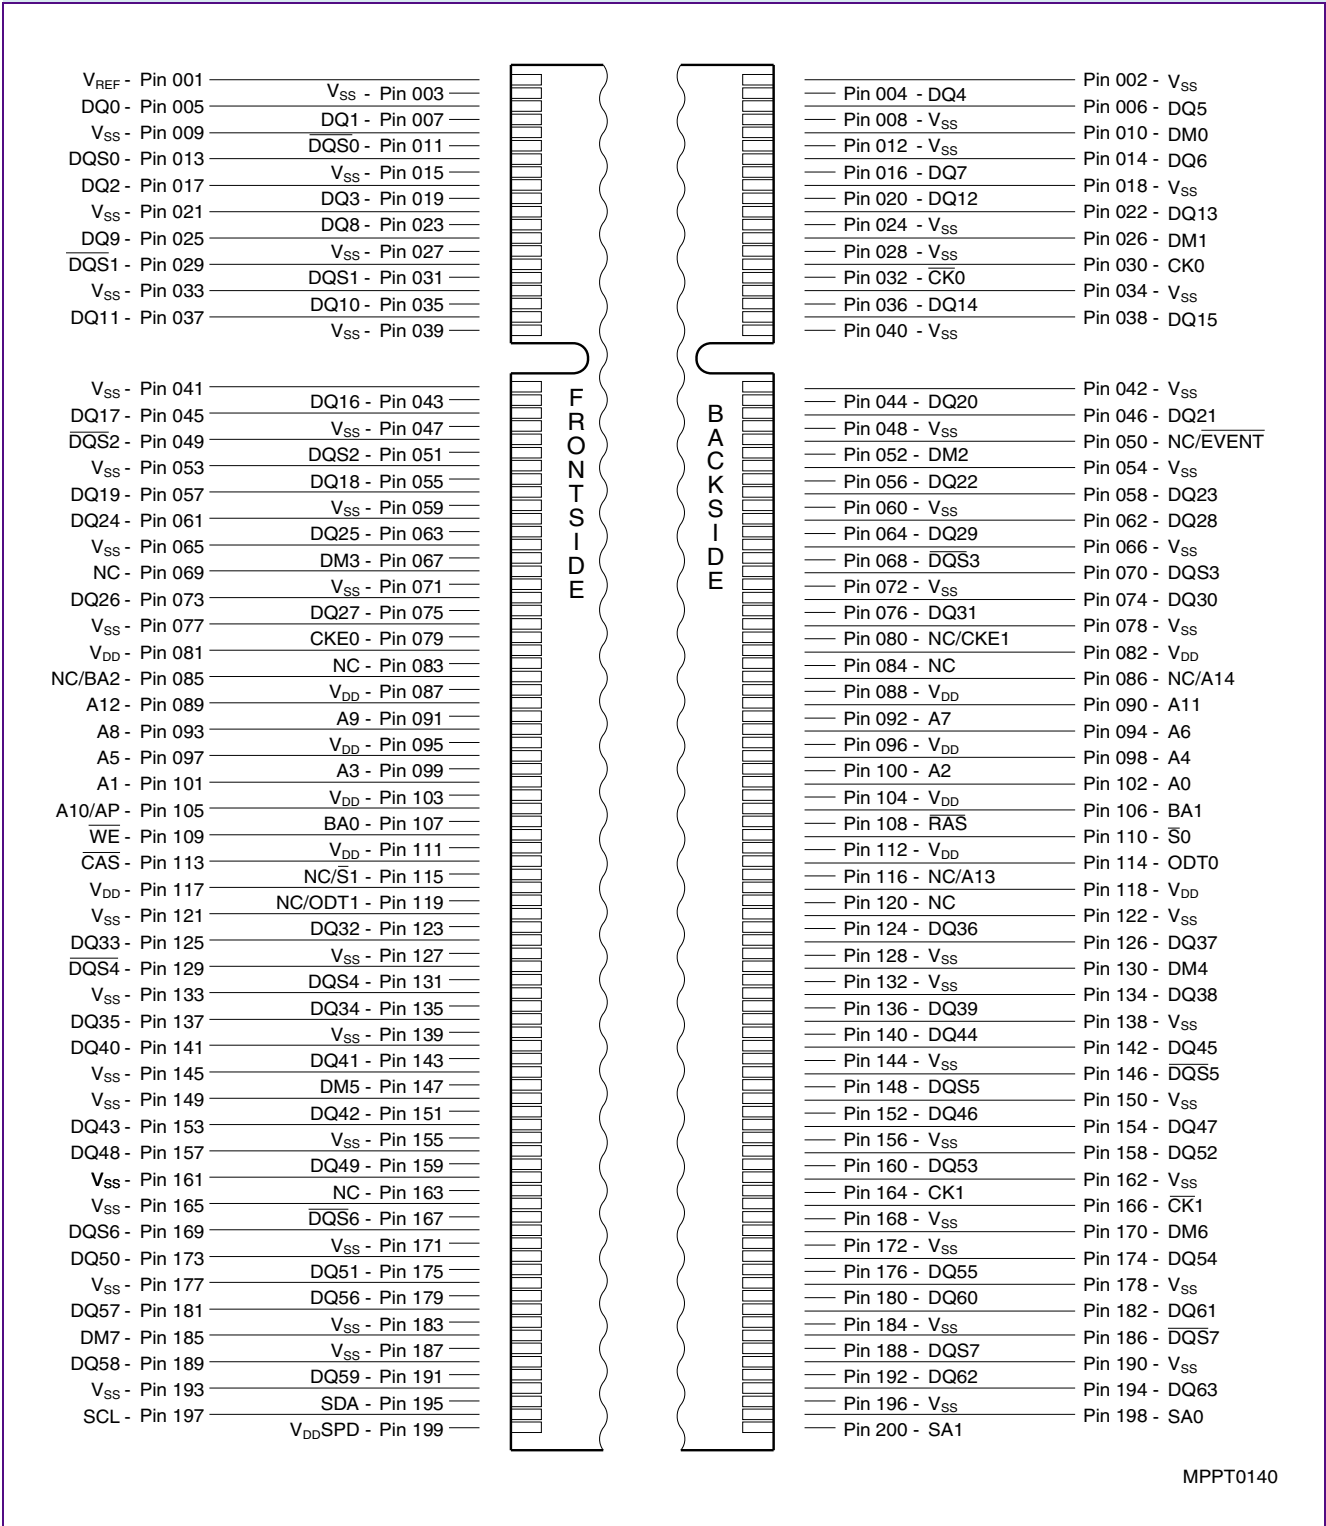 VREF - Pin 001 Pin 002 - VSS
VSS - Pin 003 Pin 004 - DQ4
DQ0 - Pin 005 Pin 006 - DQ5
DQ1 - Pin 007 Pin 008 - VSS
VSS - Pin 009 Pin 010 - DM0
DQS0 - Pin 011 Pin 012 - VSS
DQS0 - Pin 013 Pin 014 - DQ6
VSS - Pin 015 Pin 016 - DQ7
DQ2 - Pin 017 Pin 018 - VSS
DQ3 - Pin 019 Pin 020 - DQ12
VSS - Pin 021 Pin 022 - DQ13
DQ8 - Pin 023 Pin 024 - VSS
DQ9 - Pin 025 Pin 026 - DM1
VSS - Pin 027 Pin 028 - VSS
DQS1 - Pin 029 Pin 030 - CK0
DQS1 - Pin 031 Pin 032 - CK0
VSS - Pin 033 Pin 034 - VSS
DQ10 - Pin 035 Pin 036 - DQ14
DQ11 - Pin 037 Pin 038 - DQ15
VSS - Pin 039 Pin 040 - VSS
VSS - Pin 041 Pin 042 - VSS
DQ16 - Pin 043 Pin 044 - DQ20
DQ17 - Pin 045 Pin 046 - DQ21
VSS - Pin 047 Pin 048 - VSS
DQS2 - Pin 049 Pin 050 - NC/EVENT
DQS2 - Pin 051 Pin 052 - DM2
VSS - Pin 053 Pin 054 - VSS
DQ18 - Pin 055 Pin 056 - DQ22
DQ19 - Pin 057 Pin 058 - DQ23
VSS - Pin 059 Pin 060 - VSS
DQ24 - Pin 061 Pin 062 - DQ28
DQ25 - Pin 063 Pin 064 - DQ29
VSS - Pin 065 Pin 066 - VSS
DM3 - Pin 067 Pin 068 - DQS3
NC - Pin 069 Pin 070 - DQS3
VSS - Pin 071 Pin 072 - VSS
DQ26 - Pin 073 Pin 074 - DQ30
DQ27 - Pin 075 Pin 076 - DQ31
VSS - Pin 077 Pin 078 - VSS
CKE0 - Pin 079 Pin 080 - NC/CKE1
VDD - Pin 081 Pin 082 - VDD
NC - Pin 083 Pin 084 - NC
NC/BA2 - Pin 085 Pin 086 - NC/A14
VDD - Pin 087 Pin 088 - VDD
A12 - Pin 089 Pin 090 - A11
A9 - Pin 091 Pin 092 - A7
A8 - Pin 093 Pin 094 - A6
VDD - Pin 095 Pin 096 - VDD
A5 - Pin 097 Pin 098 - A4
A3 - Pin 099 Pin 100 - A2
A1 - Pin 101 Pin 102 - A0
VDD - Pin 103 Pin 104 - VDD
A10/AP - Pin 105 Pin 106 - BA1
BA0 - Pin 107 Pin 108 - RAS
WE - Pin 109 Pin 110 - S0
VDD - Pin 111 Pin 112 - VDD
CAS - Pin 113 Pin 114 - ODT0
NC/S1 - Pin 115 Pin 116 - NC/A13
VDD - Pin 117 Pin 118 - VDD
NC/ODT1 - Pin 119 Pin 120 - NC
VSS - Pin 121 Pin 122 - VSS
DQ32 - Pin 123 Pin 124 - DQ36
DQ33 - Pin 125 Pin 126 - DQ37
VSS - Pin 127 Pin 128 - VSS
DQS4 - Pin 129 Pin 130 - DM4
DQS4 - Pin 131 Pin 132 - VSS
VSS - Pin 133 Pin 134 - DQ38
DQ34 - Pin 135 Pin 136 - DQ39
DQ35 - Pin 137 Pin 138 - VSS
VSS - Pin 139 Pin 140 - DQ44
DQ40 - Pin 141 Pin 142 - DQ45
DQ41 - Pin 143 Pin 144 - VSS
VSS - Pin 145 Pin 146 - DQS5
DM5 - Pin 147 Pin 148 - DQS5
VSS - Pin 149 Pin 150 - VSS
DQ42 - Pin 151 Pin 152 - DQ46
DQ43 - Pin 153 Pin 154 - DQ47
VSS - Pin 155 Pin 156 - VSS
DQ48 - Pin 157 Pin 158 - DQ52
DQ49 - Pin 159 Pin 160 - DQ53
VSS - Pin 161 Pin 162 - VSS
NC - Pin 163 Pin 164 - CK1
VSS - Pin 165 Pin 166 - CK1
DQS6 - Pin 167 Pin 168 - VSS
DQS6 - Pin 169 Pin 170 - DM6
VSS - Pin 171 Pin 172 - VSS
DQ50 - Pin 173 Pin 174 - DQ54
DQ51 - Pin 175 Pin 176 - DQ55
VSS - Pin 177 Pin 178 - VSS
DQ56 - Pin 179 Pin 180 - DQ60
DQ57 - Pin 181 Pin 182 - DQ61
VSS - Pin 183 Pin 184 - VSS
DM7 - Pin 185 Pin 186 - DQS7
VSS - Pin 187 Pin 188 - DQS7
DQ58 - Pin 189 Pin 190 - VSS
DQ59 - Pin 191 Pin 192 - DQ62
VSS - Pin 193 Pin 194 - DQ63
SDA - Pin 195 Pin 196 - VSS
SCL - Pin 197 Pin 198 - SA0
VDDSPD - Pin 199 Pin 200 - SA1
FRONTSIDE
BACKSIDE
MPPT0140